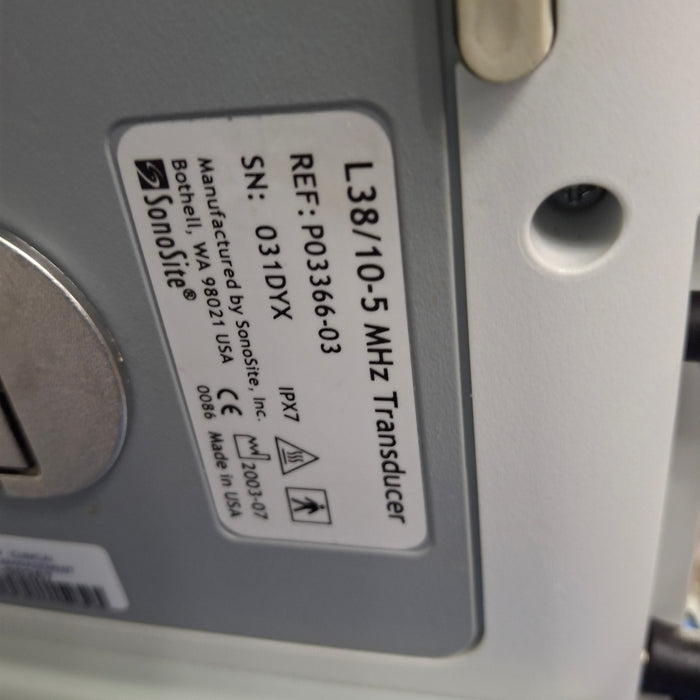 L38/10-5 MHz Transducer
REF: P03366-03
SN: 031DYX
IPX7
Manufactured by SonoSite, Inc.
Bothell, WA 98021 USA
CE
2003-07
SonoSite®
0086 Made in USA